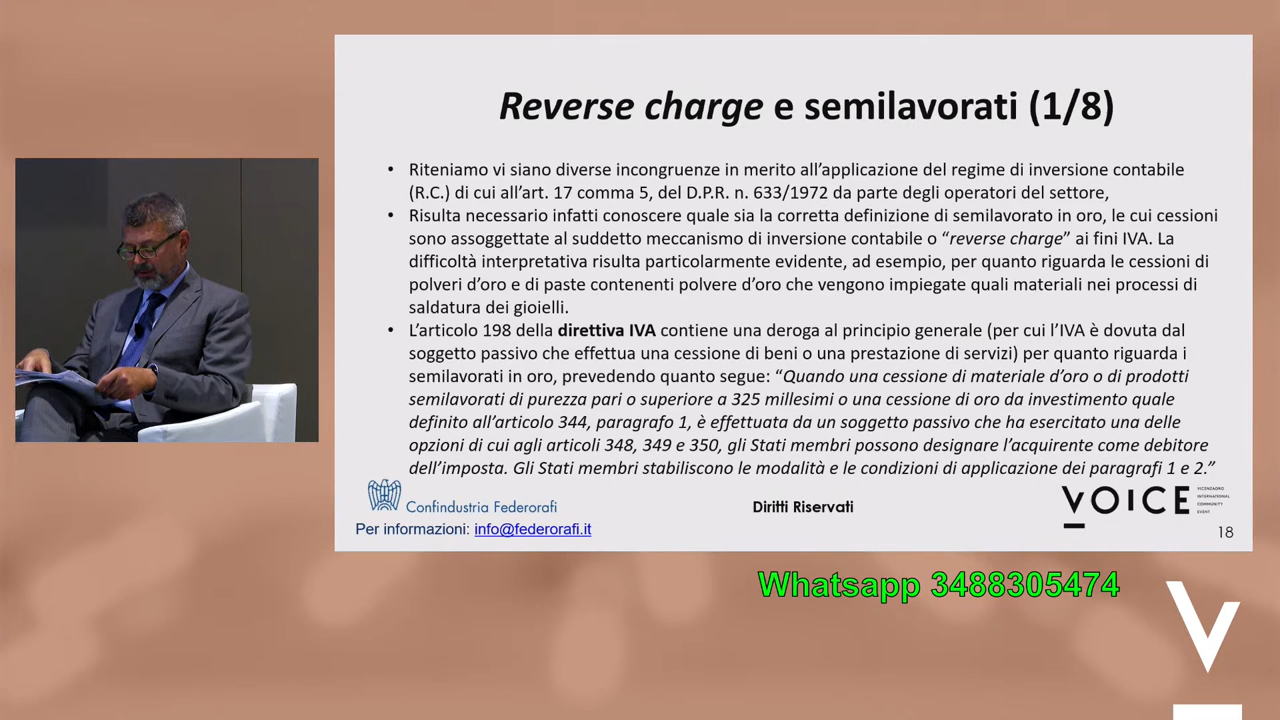 Reverse charge e semilavorati (1/8)
• Riteniamo vi siano diverse incongruenze in merito all’applicazione del regime di inversione contabile
(R.C.) di cui all’art. 17 comma 5, del D.P.R. n. 633/1972 da parte degli operatori del settore,
• Risulta necessario infatti conoscere quale sia la corretta definizione di semilavorato in oro, le cui cessioni
sono assoggettate al suddetto meccanismo di inversione contabile o “reverse charge” ai fini IVA. La
difficoltà interpretativa risulta particolarmente evidente, ad esempio, per quanto riguarda le cessioni di
polveri d’oro e di paste contenenti polvere d’oro che vengono impiegate quali materiali nei processi di
saldatura dei gioielli.
• L’articolo 198 della direttiva IVA contiene una deroga al principio generale (per cui l’IVA è dovuta dal
soggetto passivo che effettua una cessione di beni o una prestazione di servizi) per quanto riguarda i
semilavorati in oro, prevedendo quanto segue: “Quando una cessione di materiale d’oro o di prodotti
semilavorati di purezza pari o superiore a 325 millesimi o una cessione di oro da investimento quale
definito all’articolo 344, paragrafo 1, è effettuata da un soggetto passivo che ha esercitato una delle
opzioni di cui agli articoli 348, 349 e 350, gli Stati membri possono designare l’acquirente come debitore
dell’imposta. Gli Stati membri stabiliscono le modalità e le condizioni di applicazione dei paragrafi 1 e 2.”
Confindustria Federorafi
Diritti Riservati
VOICE
VICENZAORO
INTERNATIONAL
COMMUNITY
EVENT
Per informazioni: info@federorafi.it
18
Whatsapp 3488305474
V